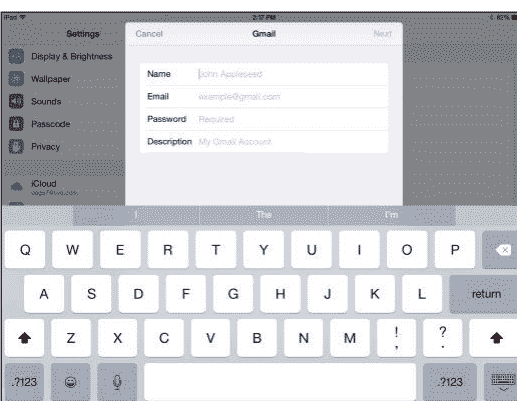 iPad 2:17 PM 82%
Settings
Cancel Gmail Next
Display & Brightness
Wallpaper
Sounds
Passcode
Privacy
iCloud
Name John Appleseed
Email example@gmail.com
Password Required
Description My Gmail Account
I The I'm
Q W E R T Y U I O P
A S D F G H J K L return
Z X C V B N M ! , ? .
.?123 .?123